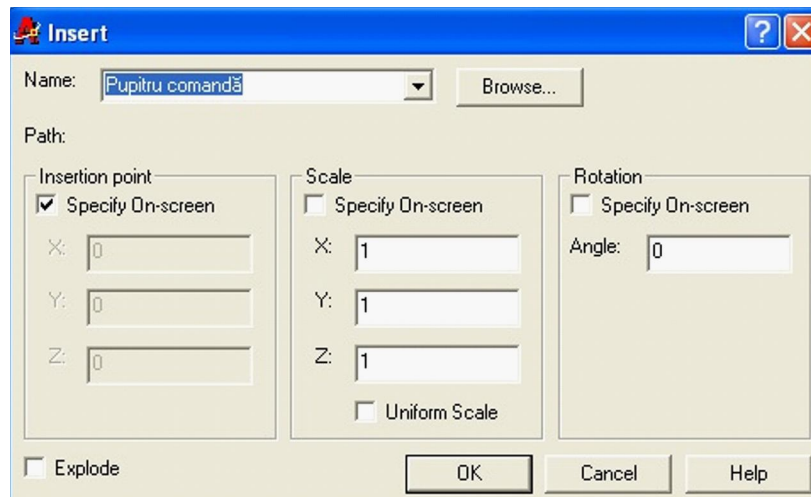 Insert
Name: Pupitru comandă Browse...
Path:
Insertion point Scale Rotation
Specify On-screen Specify On-screen Specify On-screen
X: 0 X: 1 Angle: 0
Y: 0 Y: 1
Z: 0 Z: 1
Uniform Scale
Explode OK Cancel Help